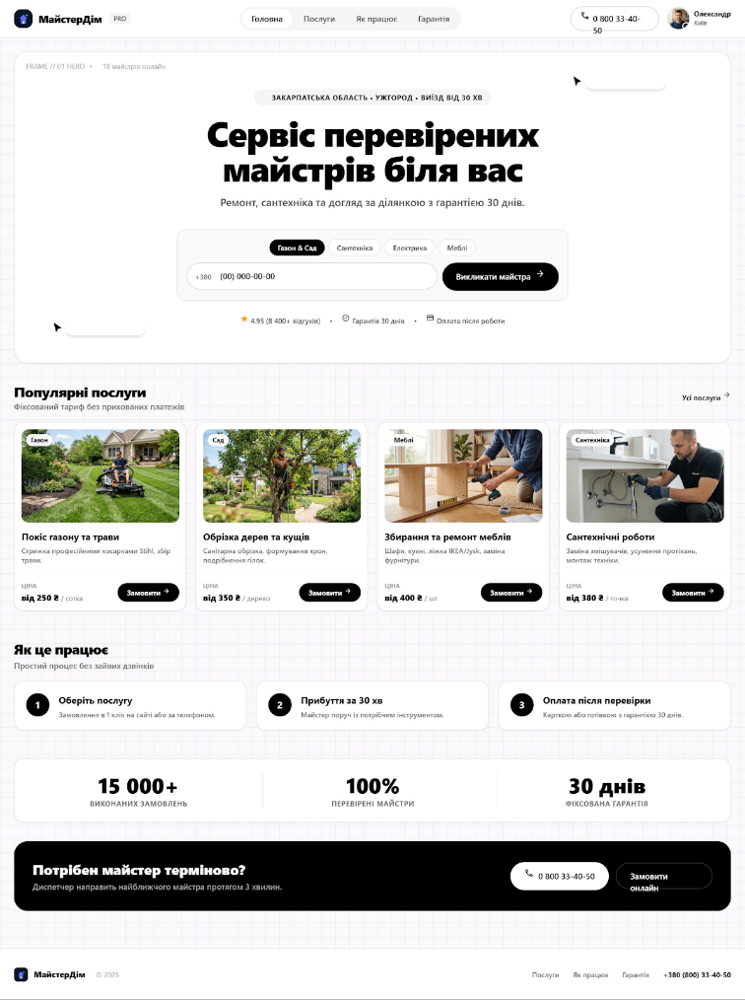 МайстерДім PRO
Головна Послуги Як працює Гарантія
0 800 33-40-50
Олександр
Київ
FRAME // 01 HERO • 18 майстрів онлайн
ЗАКАРПАТСЬКА ОБЛАСТЬ • УЖГОРОД • ВИЇЗД ВІД 30 ХВ
Сервіс перевірених
майстрів біля вас
Ремонт, сантехніка та догляд за ділянкою з гарантією 30 днів.
Газон & Сад Сантехніка Електрика Меблі
+380 (00) 000-00-00 Викликати майстра →
★ 4.95 (8 400+ відгуків) • Гарантія 30 днів • Оплата після роботи
Популярні послуги
Фіксований тариф без прихованих платежів
Усі послуги →
Газон
Покіс газону та трави
Стрижка професійними косарками Stihl, збір
трави.
ЦІНА
від 250 ₴ / сотка
Замовити →
Сад
Обрізка дерев та кущів
Санітарна обрізка, формування крон,
подрібнення гілок.
ЦІНА
від 350 ₴ / дерево
Замовити →
Меблі
Збирання та ремонт меблів
Шафи, кухні, ліжка IKEA/Jysk, заміна
фурнітури.
ЦІНА
від 400 ₴ / шт
Замовити →
Сантехніка
Сантехнічні роботи
Заміна змішувачів, усунення протікань,
монтаж техніки.
ЦІНА
від 380 ₴ / точка
Замовити →
Як це працює
Простий процес без зайвих дзвінків
1 Оберіть послугу
Замовлення в 1 клік на сайті або за телефоном.
2 Прибуття за 30 хв
Майстер поруч із потрібним інструментом.
3 Оплата після перевірки
Карткою або готівкою з гарантією 30 днів.
15 000+
ВИКОНАНИХ ЗАМОВЛЕНЬ
100%
ПЕРЕВІРЕНІ МАЙСТРИ
30 днів
ФІКСОВАНА ГАРАНТІЯ
Потрібен майстер терміново?
Диспетчер направить найближчого майстра протягом 3 хвилин.
0 800 33-40-50
Замовити
онлайн
МайстерДім © 2025
Послуги Як працює Гарантія +380 (800) 33-40-50